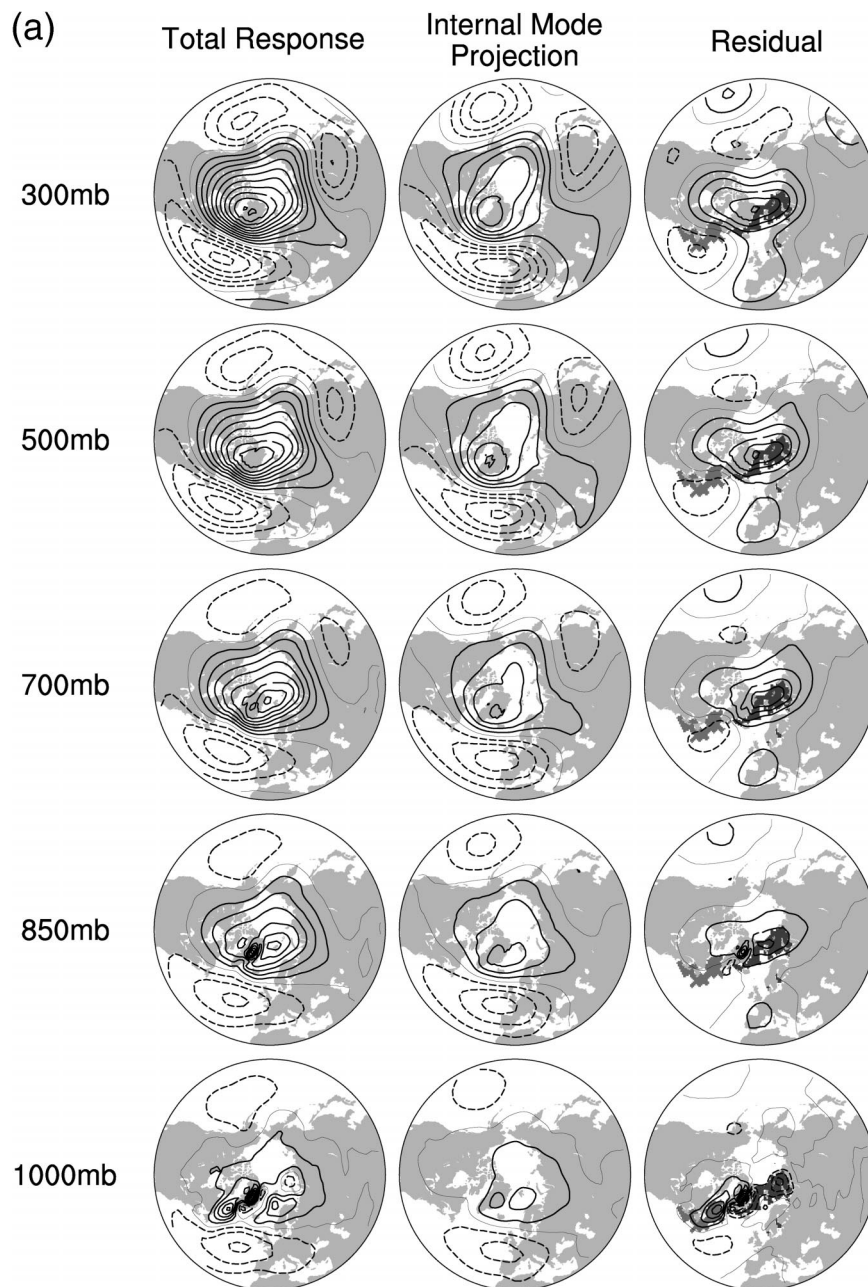 (a)
Total Response
Internal Mode
Projection
Residual
300mb
500mb
700mb
850mb
1000mb